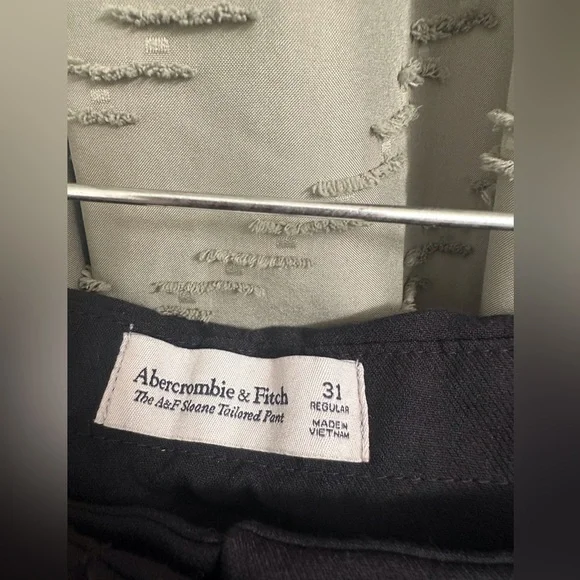 Abercrombie & Fitch
The A&F Sloane Tailored Pant
31
REGULAR
MADE IN
VIETNAM